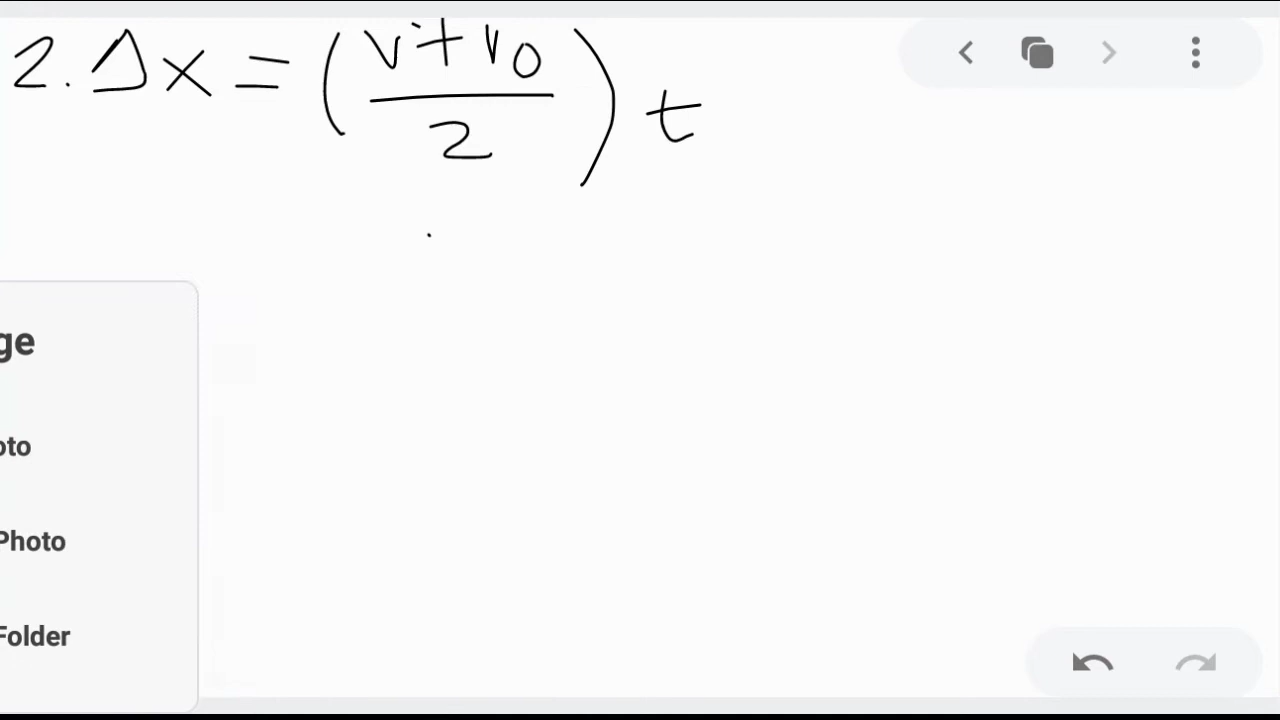 2. Δx = (v+v0/2) t
ge
oto
Photo
Folder